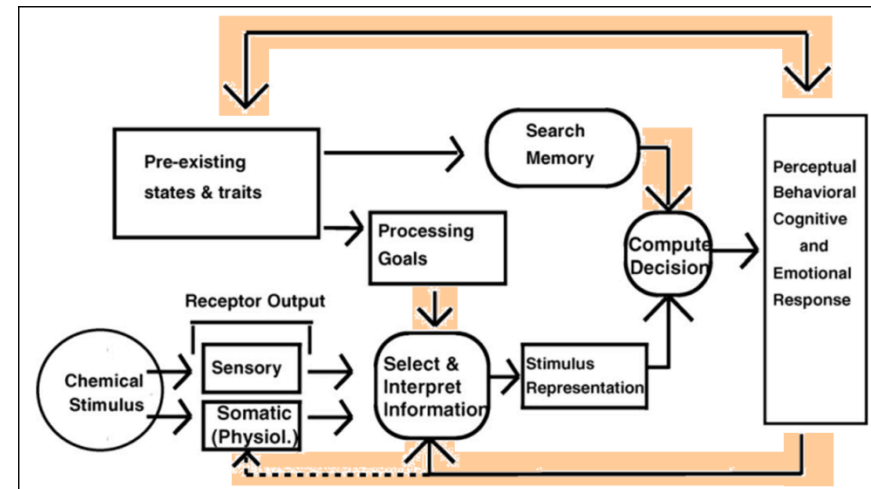 Pre-existing
states & traits
Search
Memory
Perceptual
Behavioral
Cognitive
and
Emotional
Response
Processing
Goals
Compute
Decision
Receptor Output
Chemical
Stimulus
Sensory
Somatic
(Physiol.)
Select &
Interpret
Information
Stimulus
Representation